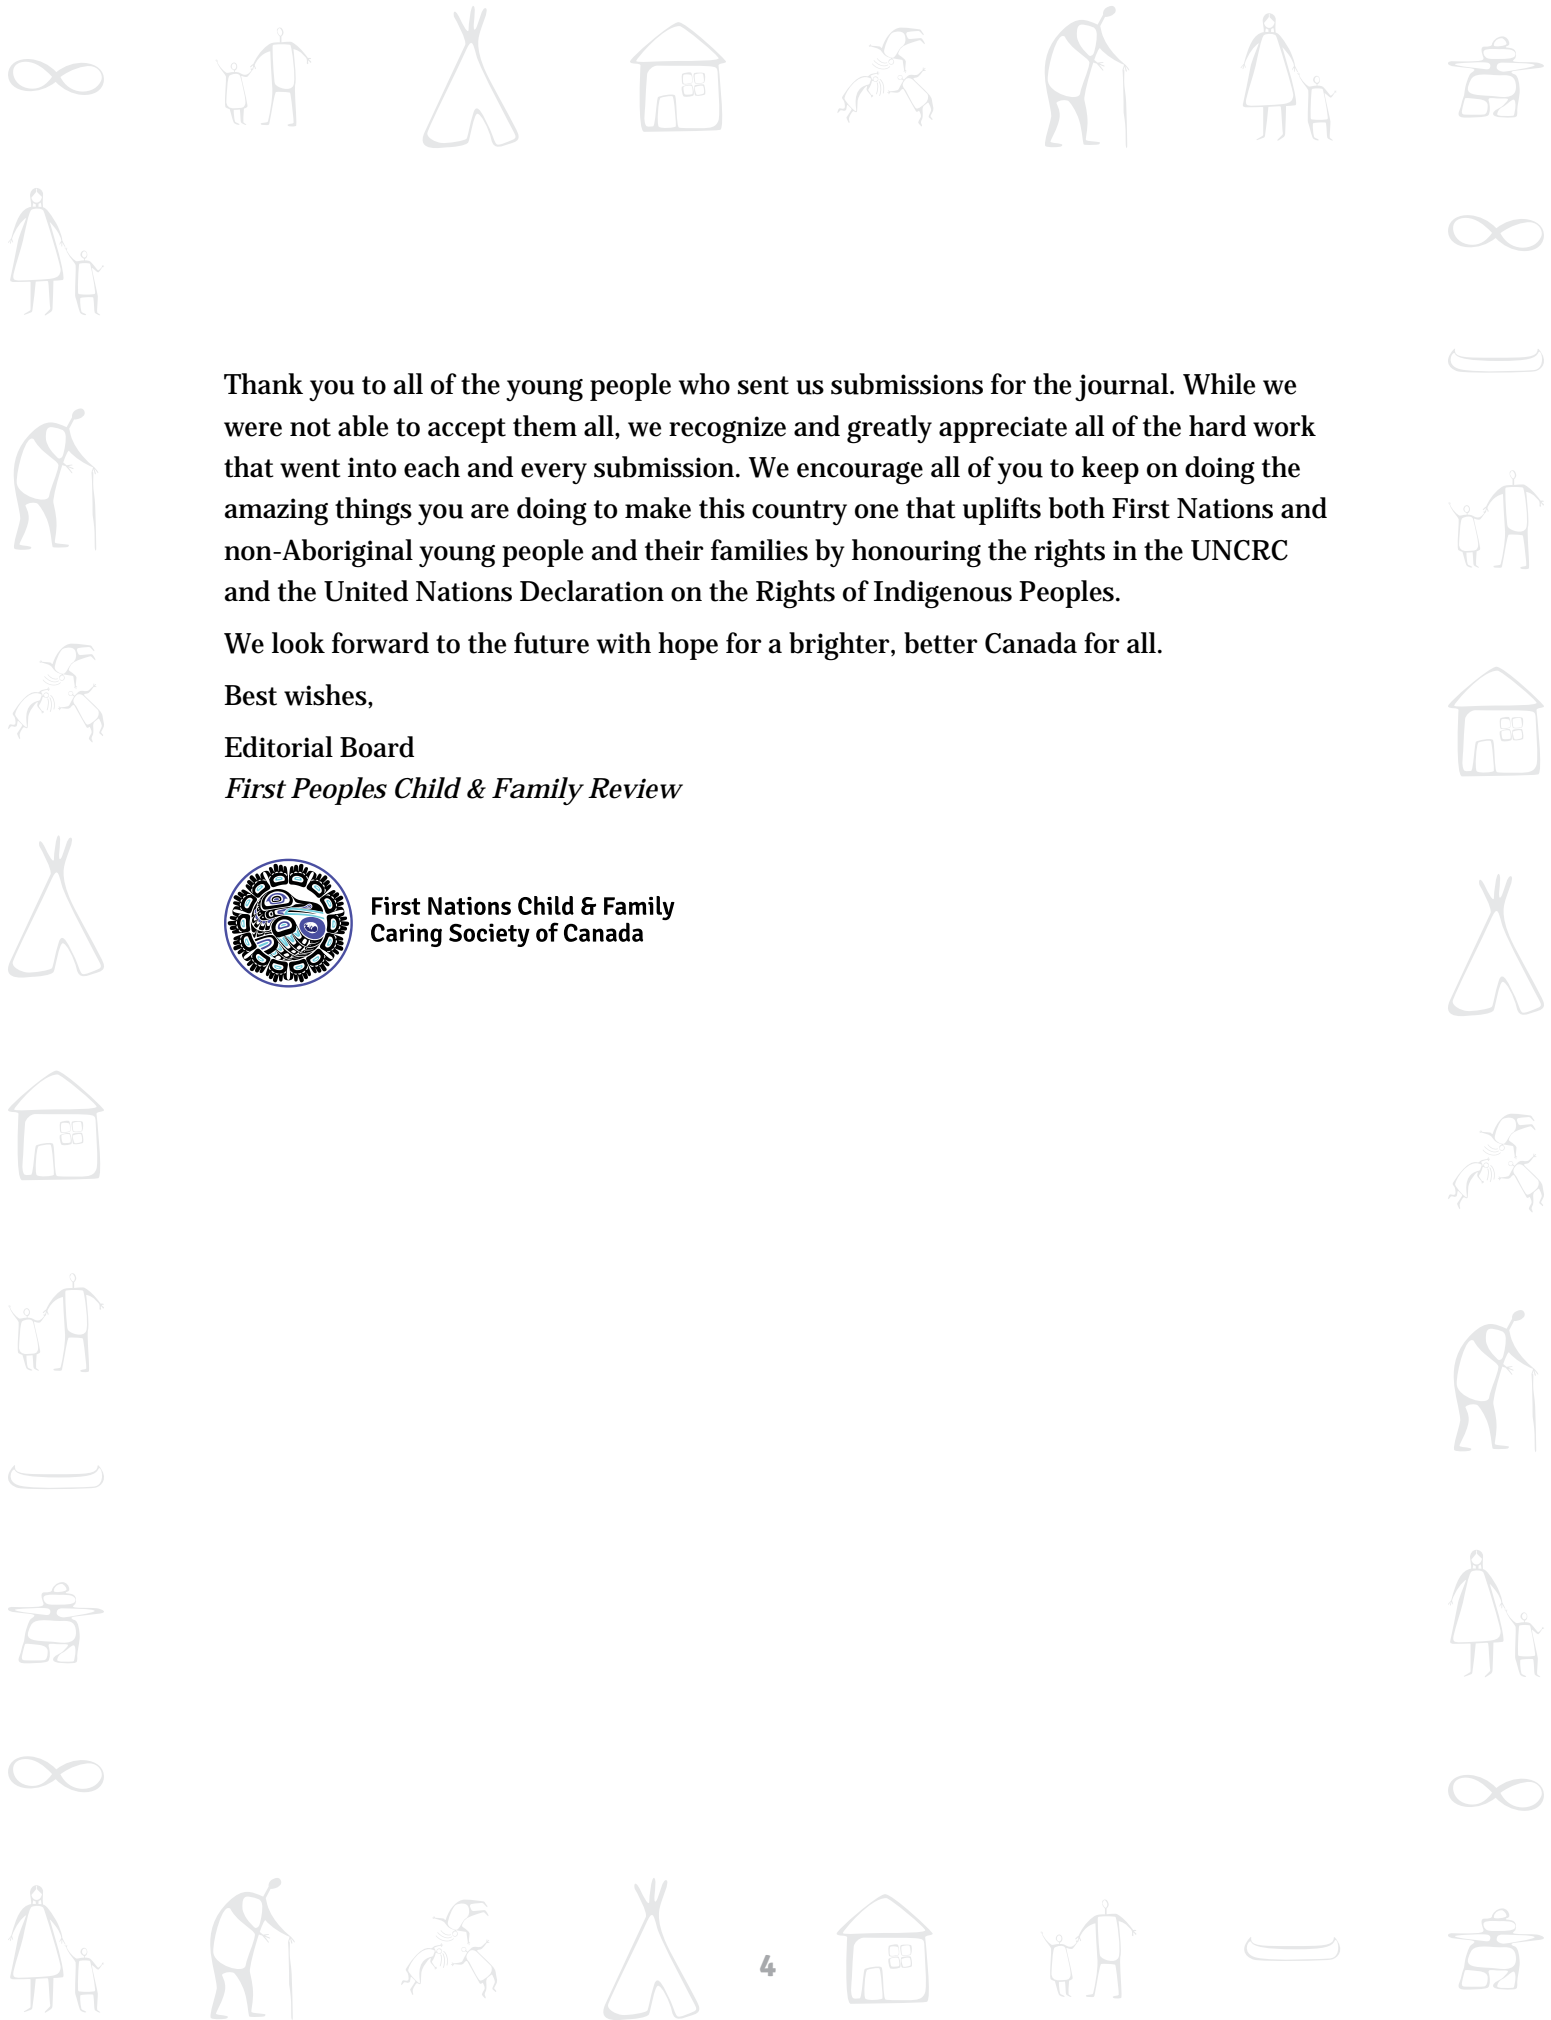 Thank you to all of the young people who sent us submissions for the journal. While we
were not able to accept them all, we recognize and greatly appreciate all of the hard work
that went into each and every submission. We encourage all of you to keep on doing the
amazing things you are doing to make this country one that uplifts both First Nations and
non-Aboriginal young people and their families by honouring the rights in the UNCRC
and the United Nations Declaration on the Rights of Indigenous Peoples.
We look forward to the future with hope for a brighter, better Canada for all.
Best wishes,
Editorial Board
First Peoples Child & Family Review
First Nations Child & Family
Caring Society of Canada
4